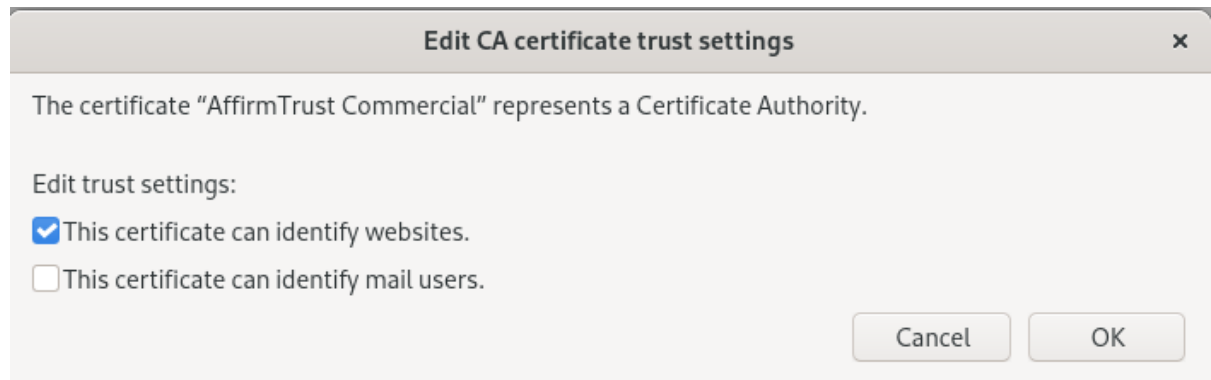 Edit CA certificate trust settings
The certificate “AffirmTrust Commercial” represents a Certificate Authority.
Edit trust settings:
This certificate can identify websites.
This certificate can identify mail users.
Cancel OK